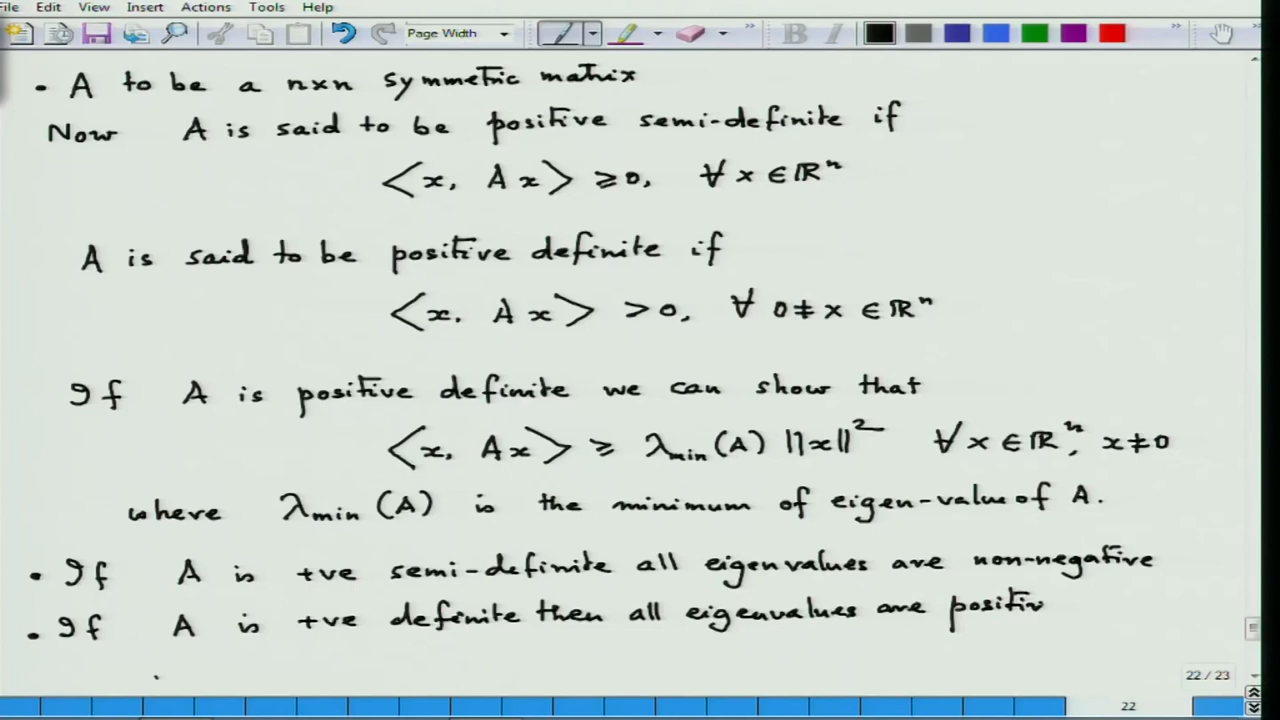 File Edit View Insert Actions Tools Help
Page Width
• A to be a n×n symmetric matrix
Now A is said to be positive semi-definite if
<x, Ax> ≥0, ∀ x ∈ ℝⁿ
A is said to be positive definite if
<x. Ax> >0, ∀ 0≠x ∈ ℝⁿ
If A is positive definite we can show that
<x, Ax> ≥ λmin(A) ||x||² ∀ x ∈ ℝⁿ, x≠0
where λmin(A) is the minimum of eigen-value of A.
• If A is +ve semi-definite all eigenvalues are non-negative
• If A is +ve definite then all eigenvalues are positiv
22 / 23
22